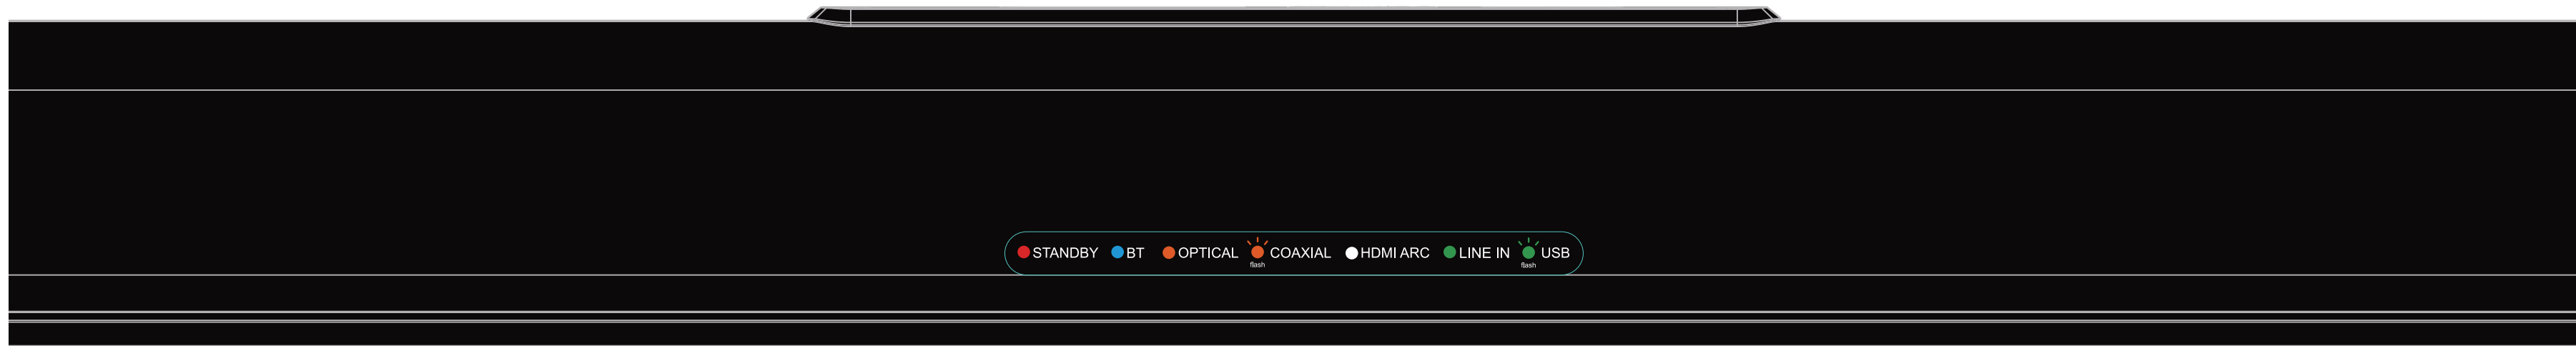 STANDBY BT OPTICAL COAXIAL HDMI ARC LINE IN USB
flash flash